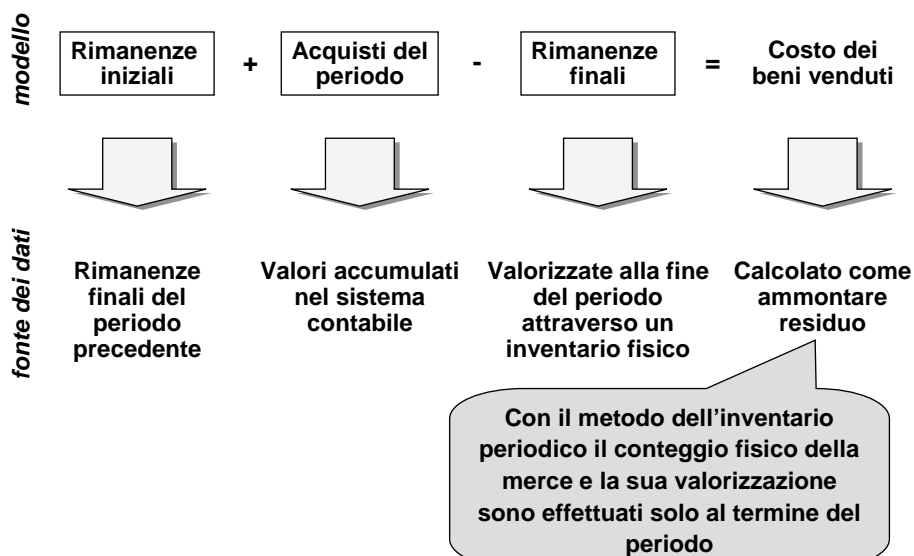 modello
Rimanenze
iniziali
+
Acquisti del
periodo
-
Rimanenze
finali
=
Costo dei
beni venduti
fonte dei dati
Rimanenze
finali del
periodo
precedente
Valori accumulati
nel sistema
contabile
Valorizzate alla fine
del periodo
attraverso un
inventario fisico
Calcolato come
ammontare
residuo
Con il metodo dell’inventario
periodico il conteggio fisico della
merce e la sua valorizzazione
sono effettuati solo al termine del
periodo